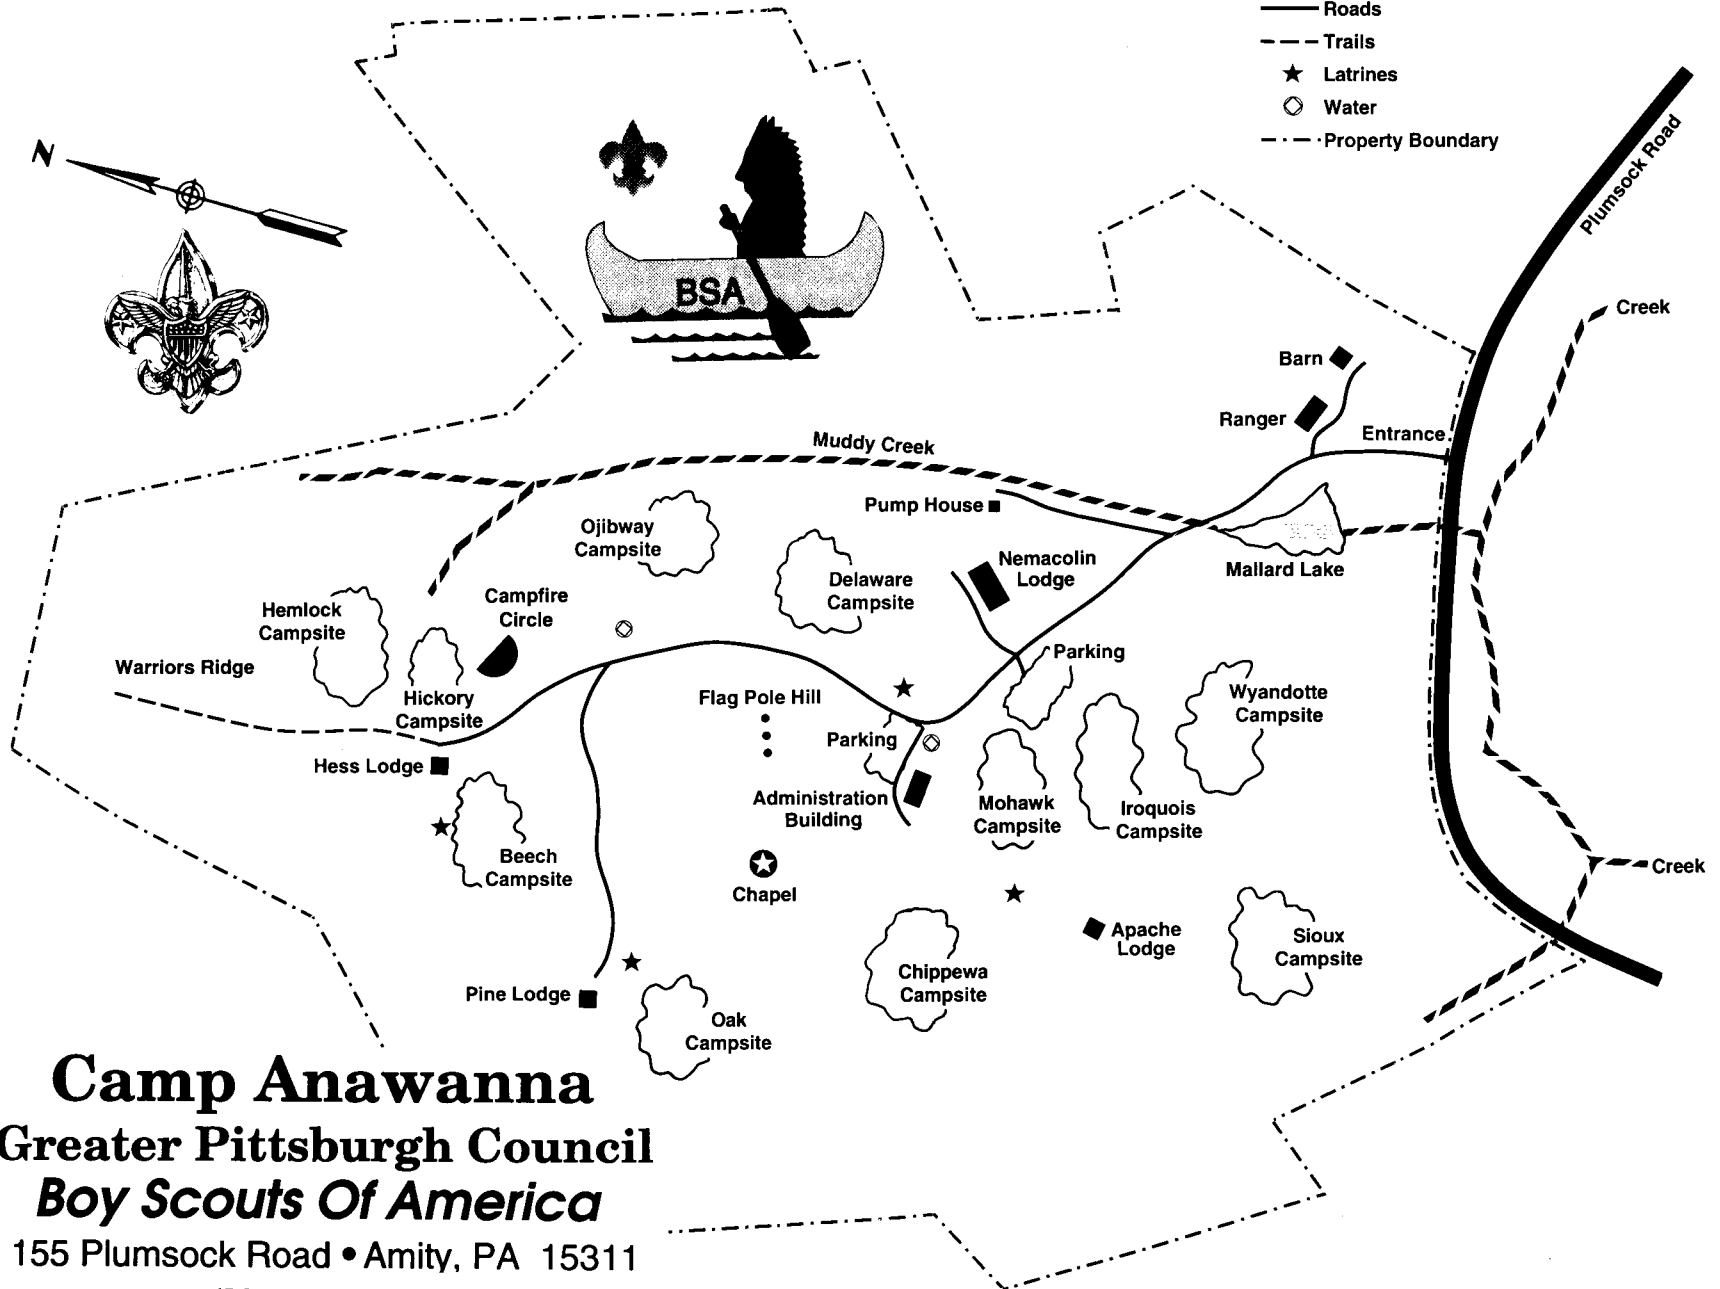 Roads
Trails
Latrines
Water
Property Boundary
N
Plumsock Road
BSA
Creek
Barn
Ranger
Entrance
Muddy Creek
Pump House
Ojibway
Campsite
Nemacolin
Lodge
Mallard Lake
Delaware
Campsite
Campfire
Circle
Hemlock
Campsite
Warriors Ridge
Parking
Hickory
Campsite
Flag Pole Hill
Wyandotte
Campsite
Parking
Hess Lodge
Administration
Building
Mohawk
Campsite
Iroquois
Campsite
Beech
Campsite
Creek
Chapel
Apache
Lodge
Sioux
Campsite
Chippewa
Campsite
Pine Lodge
Oak
Campsite
Camp Anawanna
Greater Pittsburgh Council
Boy Scouts Of America
155 Plumsock Road • Amity, PA 15311